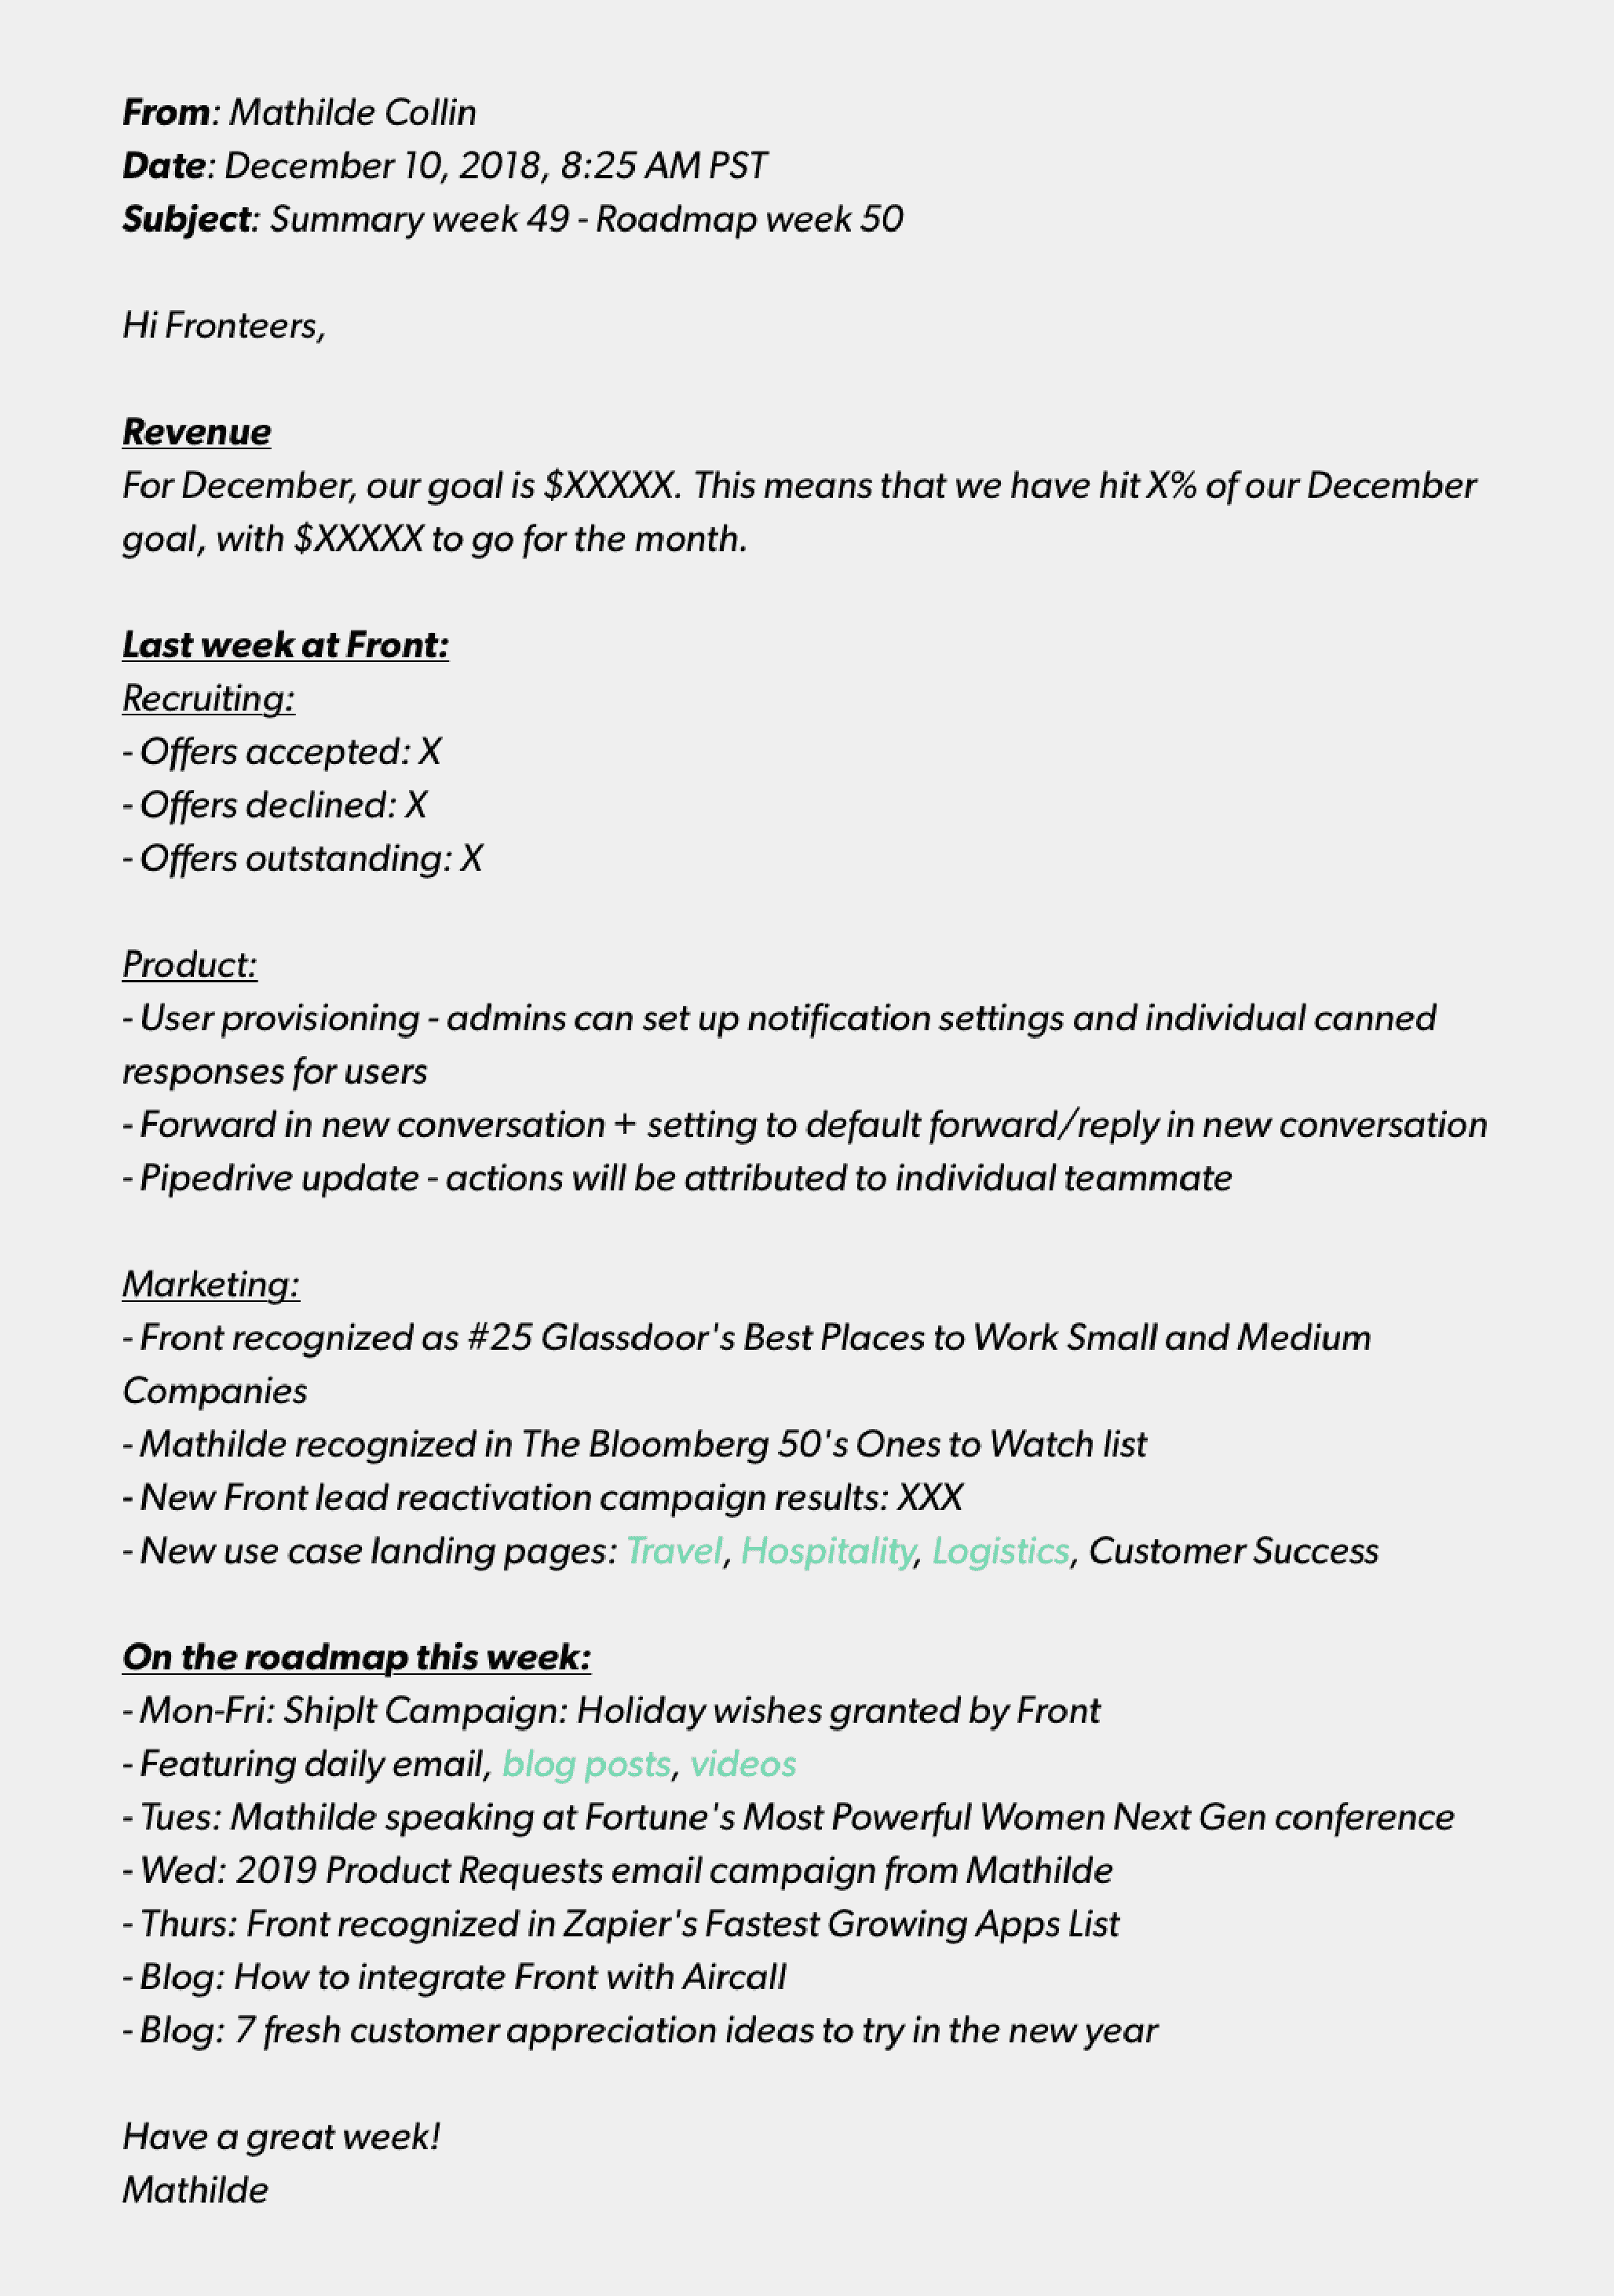 From: Mathilde Collin
Date: December 10, 2018, 8:25 AM PST
Subject: Summary week 49 - Roadmap week 50
Hi Fronteers,
Revenue
For December, our goal is $XXXXX. This means that we have hit X% of our December
goal, with $XXXXX to go for the month.
Last week at Front:
Recruiting:
- Offers accepted: X
- Offers declined: X
- Offers outstanding: X
Product:
- User provisioning - admins can set up notification settings and individual canned
responses for users
- Forward in new conversation + setting to default forward/reply in new conversation
- Pipedrive update - actions will be attributed to individual teammate
Marketing:
- Front recognized as #25 Glassdoor's Best Places to Work Small and Medium
Companies
- Mathilde recognized in The Bloomberg 50's Ones to Watch list
- New Front lead reactivation campaign results: XXX
- New use case landing pages: Travel, Hospitality, Logistics, Customer Success
On the roadmap this week:
- Mon-Fri: ShipIt Campaign: Holiday wishes granted by Front
- Featuring daily email, blog posts, videos
- Tues: Mathilde speaking at Fortune's Most Powerful Women Next Gen conference
- Wed: 2019 Product Requests email campaign from Mathilde
- Thurs: Front recognized in Zapier's Fastest Growing Apps List
- Blog: How to integrate Front with Aircall
- Blog: 7 fresh customer appreciation ideas to try in the new year
Have a great week!
Mathilde